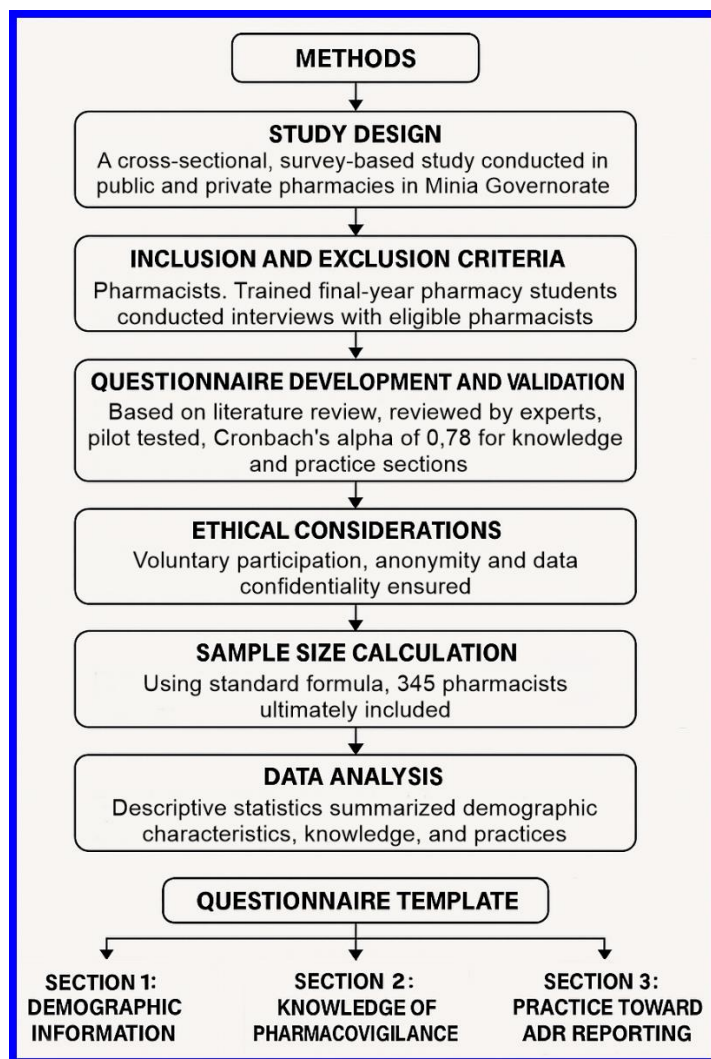 METHODS
STUDY DESIGN
A cross-sectional, survey-based study conducted in
public and private pharmacies in Minia Governorate
INCLUSION AND EXCLUSION CRITERIA
Pharmacists. Trained final-year pharmacy students
conducted interviews with eligible pharmacists
QUESTIONNAIRE DEVELOPMENT AND VALIDATION
Based on literature review, reviewed by experts,
pilot tested, Cronbach's alpha of 0,78 for knowledge
and practice sections
ETHICAL CONSIDERATIONS
Voluntary participation, anonymity and data
confidentiality ensured
SAMPLE SIZE CALCULATION
Using standard formula, 345 pharmacists
ultimately included
DATA ANALYSIS
Descriptive statistics summarized demographic
characteristics, knowledge, and practices
QUESTIONNAIRE TEMPLATE
SECTION 1:
DEMOGRAPHIC
INFORMATION
SECTION 2:
KNOWLEDGE OF
PHARMACOVIGILANCE
SECTION 3:
PRACTICE TOWARD
ADR REPORTING